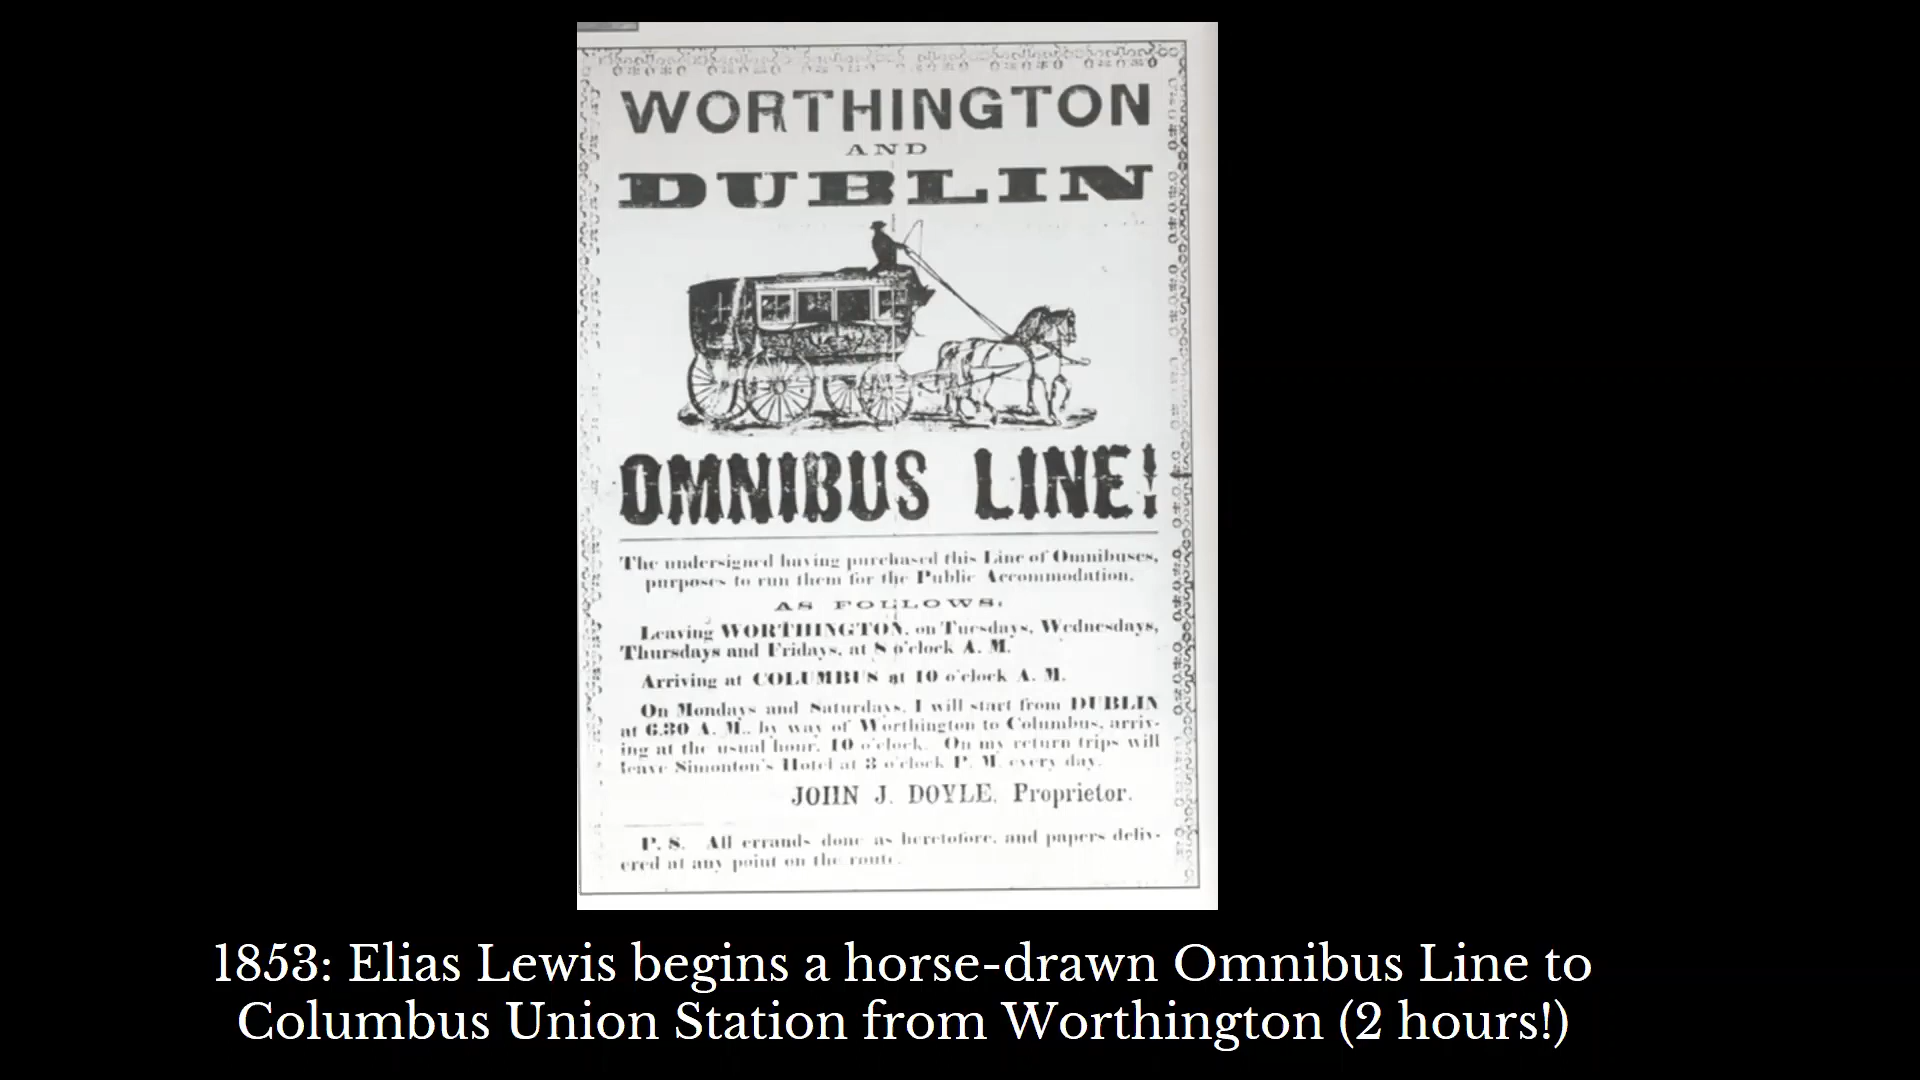 WORTHINGTON
AND
DUBLIN
OMNIBUS LINE!
The undersigned having purchased this Line of Omnibuses,
purposes to run them for the Public Accommodation,
AS FOLLOWS:
Leaving WORTHINGTON, on Tuesdays, Wednesdays,
Thursdays and Fridays, at 8 o'clock A. M.
Arriving at COLUMBUS at 10 o'clock A. M.
On Mondays and Saturdays, I will start from DUBLIN
at 6.30 A. M., by way of Worthington to Columbus, arriv-
ing at the usual hour, 10 o'clock. On my return trips will
leave Simonton's Hotel at 3 o'clock P. M. every day.
JOHN J. DOYLE, Proprietor.
P. S. All errands done as heretofore, and papers deliv-
ered at any point on the route.
1853: Elias Lewis begins a horse-drawn Omnibus Line to
Columbus Union Station from Worthington (2 hours!)